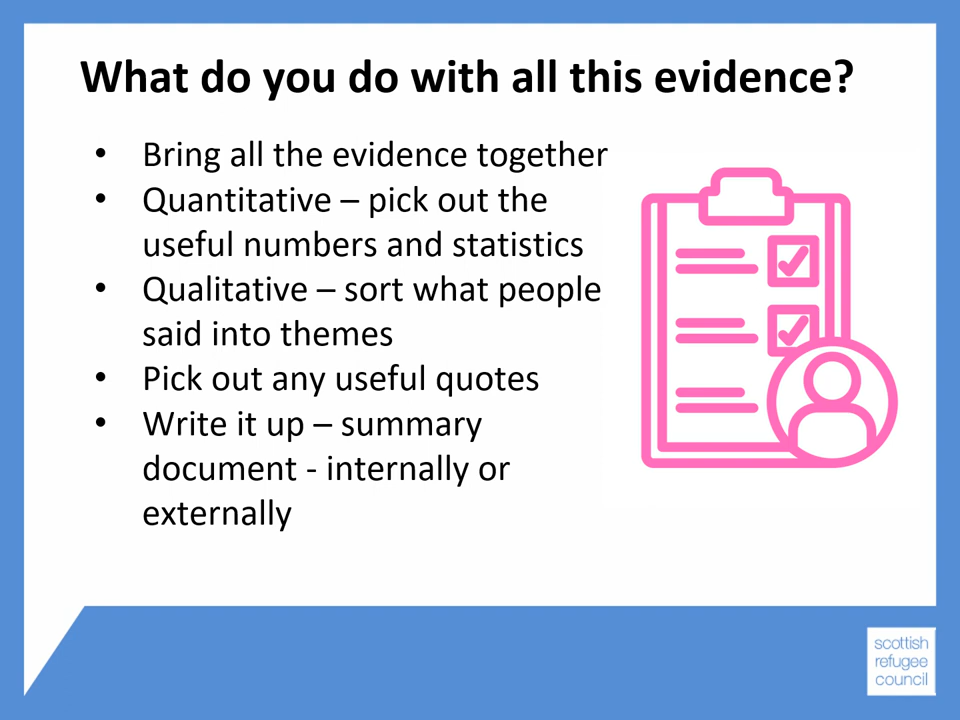 What do you do with all this evidence?
• Bring all the evidence together
• Quantitative – pick out the
useful numbers and statistics
• Qualitative – sort what people
said into themes
• Pick out any useful quotes
• Write it up – summary
document - internally or
externally
scottish
refugee
council